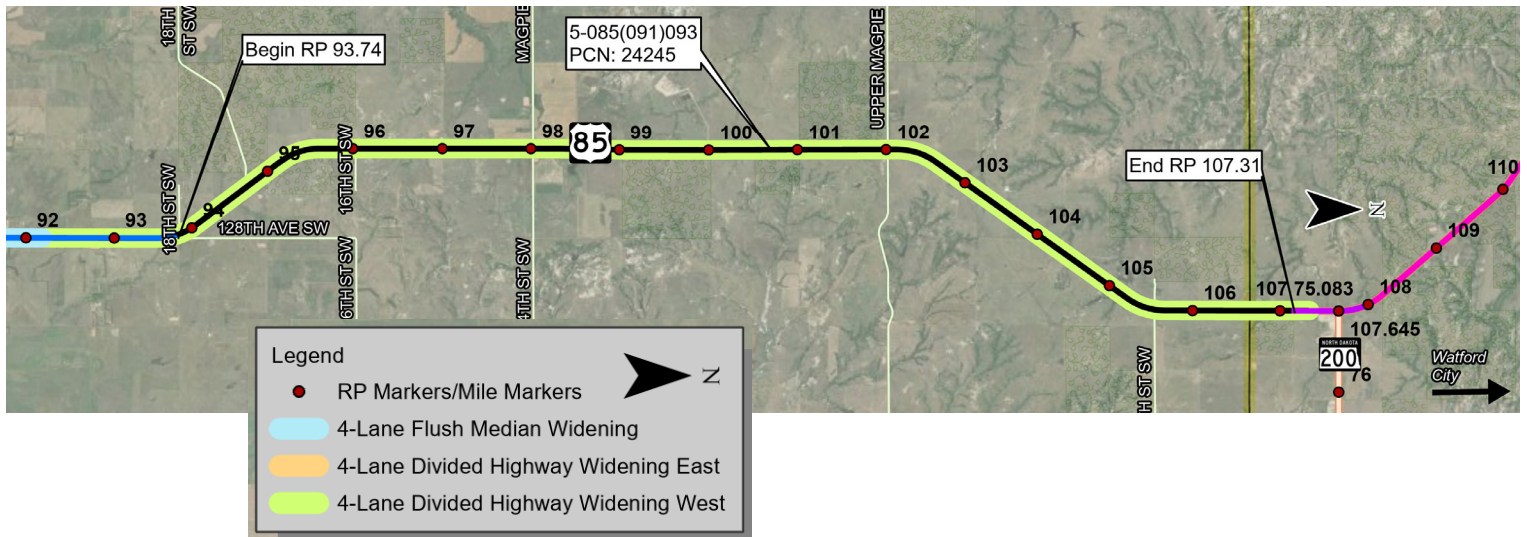 18TH
ST SW
MAGPIE
UPPER MAGPIE
Begin RP 93.74
5-085(091)093
PCN: 24245
End RP 107.31
92
93
94
95
96
97
98
85
99
100
101
102
103
104
105
106
107
75.083
107.645
108
109
110
18TH ST SW
128TH AVE SW
16TH ST SW
6TH ST SW
ST SW
H ST SW
N
NORTH DAKOTA
200
76
Watford
City
Legend
N
RP Markers/Mile Markers
4-Lane Flush Median Widening
4-Lane Divided Highway Widening East
4-Lane Divided Highway Widening West